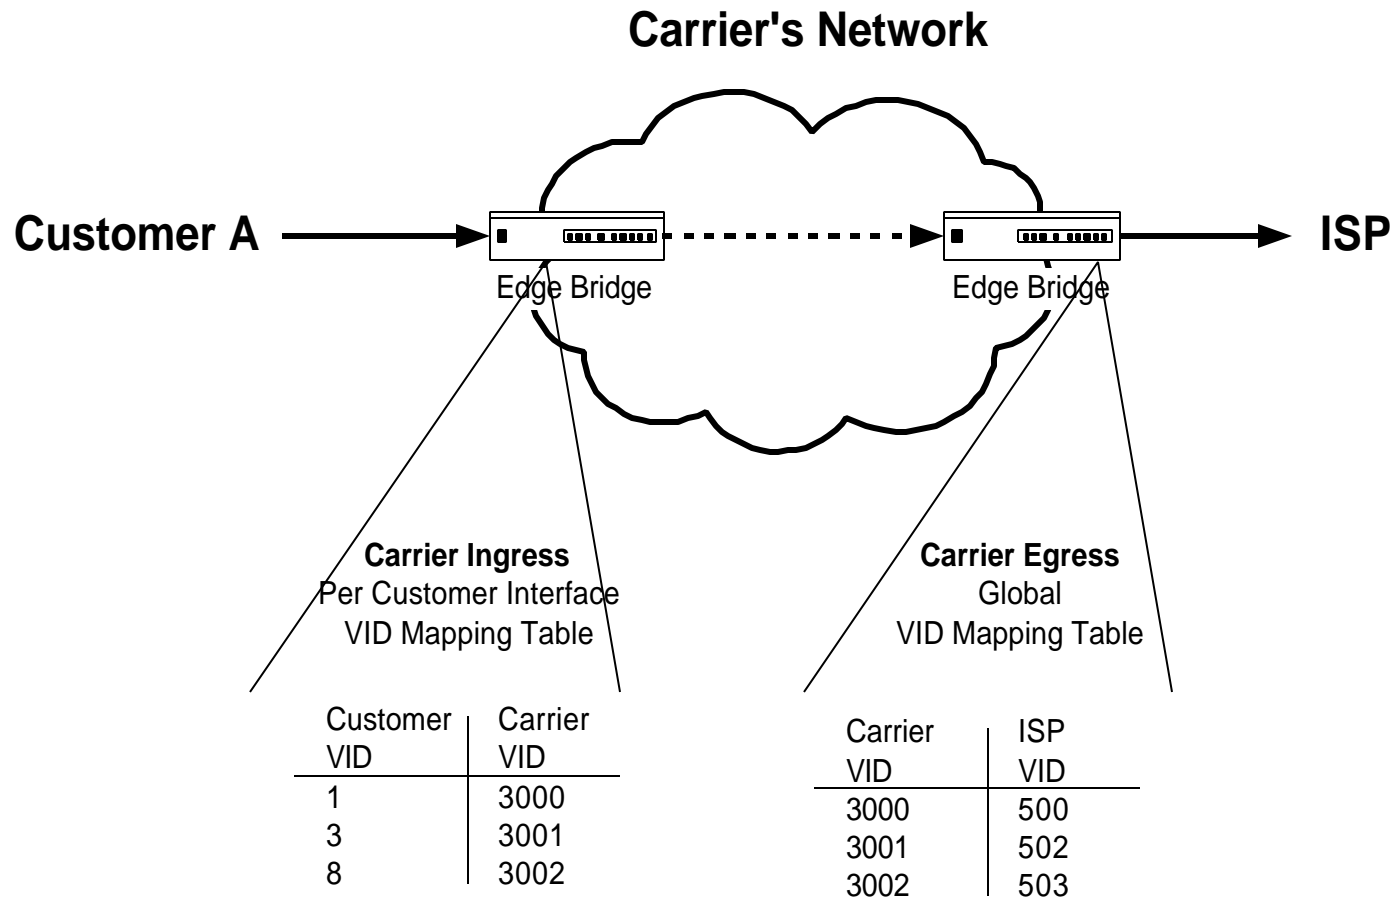 Carrier's Network
Customer A
ISP
Edge Bridge
Edge Bridge
Carrier Ingress
Per Customer Interface
VID Mapping Table
Customer VID Carrier VID
1 3000
3 3001
8 3002
Carrier Egress
Global
VID Mapping Table
Carrier VID ISP VID
3000 500
3001 502
3002 503